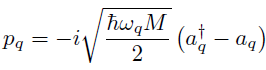 $p_q = -i\sqrt{\frac{\hbar\omega_q M}{2}}\left(a_q^\dagger - a_q\right)$